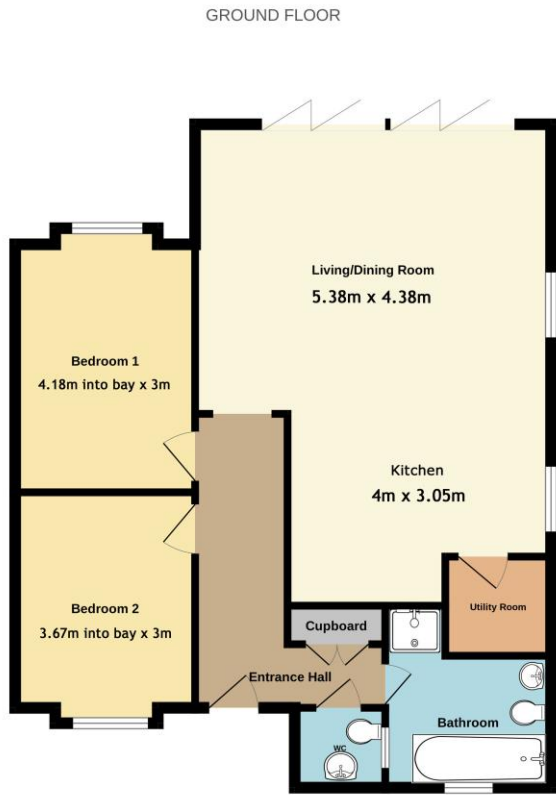 GROUND FLOOR
Living/Dining Room
5.38m x 4.38m
Bedroom 1
4.18m into bay x 3m
Kitchen
4m x 3.05m
Bedroom 2
3.67m into bay x 3m
Utility Room
Cupboard
Entrance Hall
Bathroom
WC